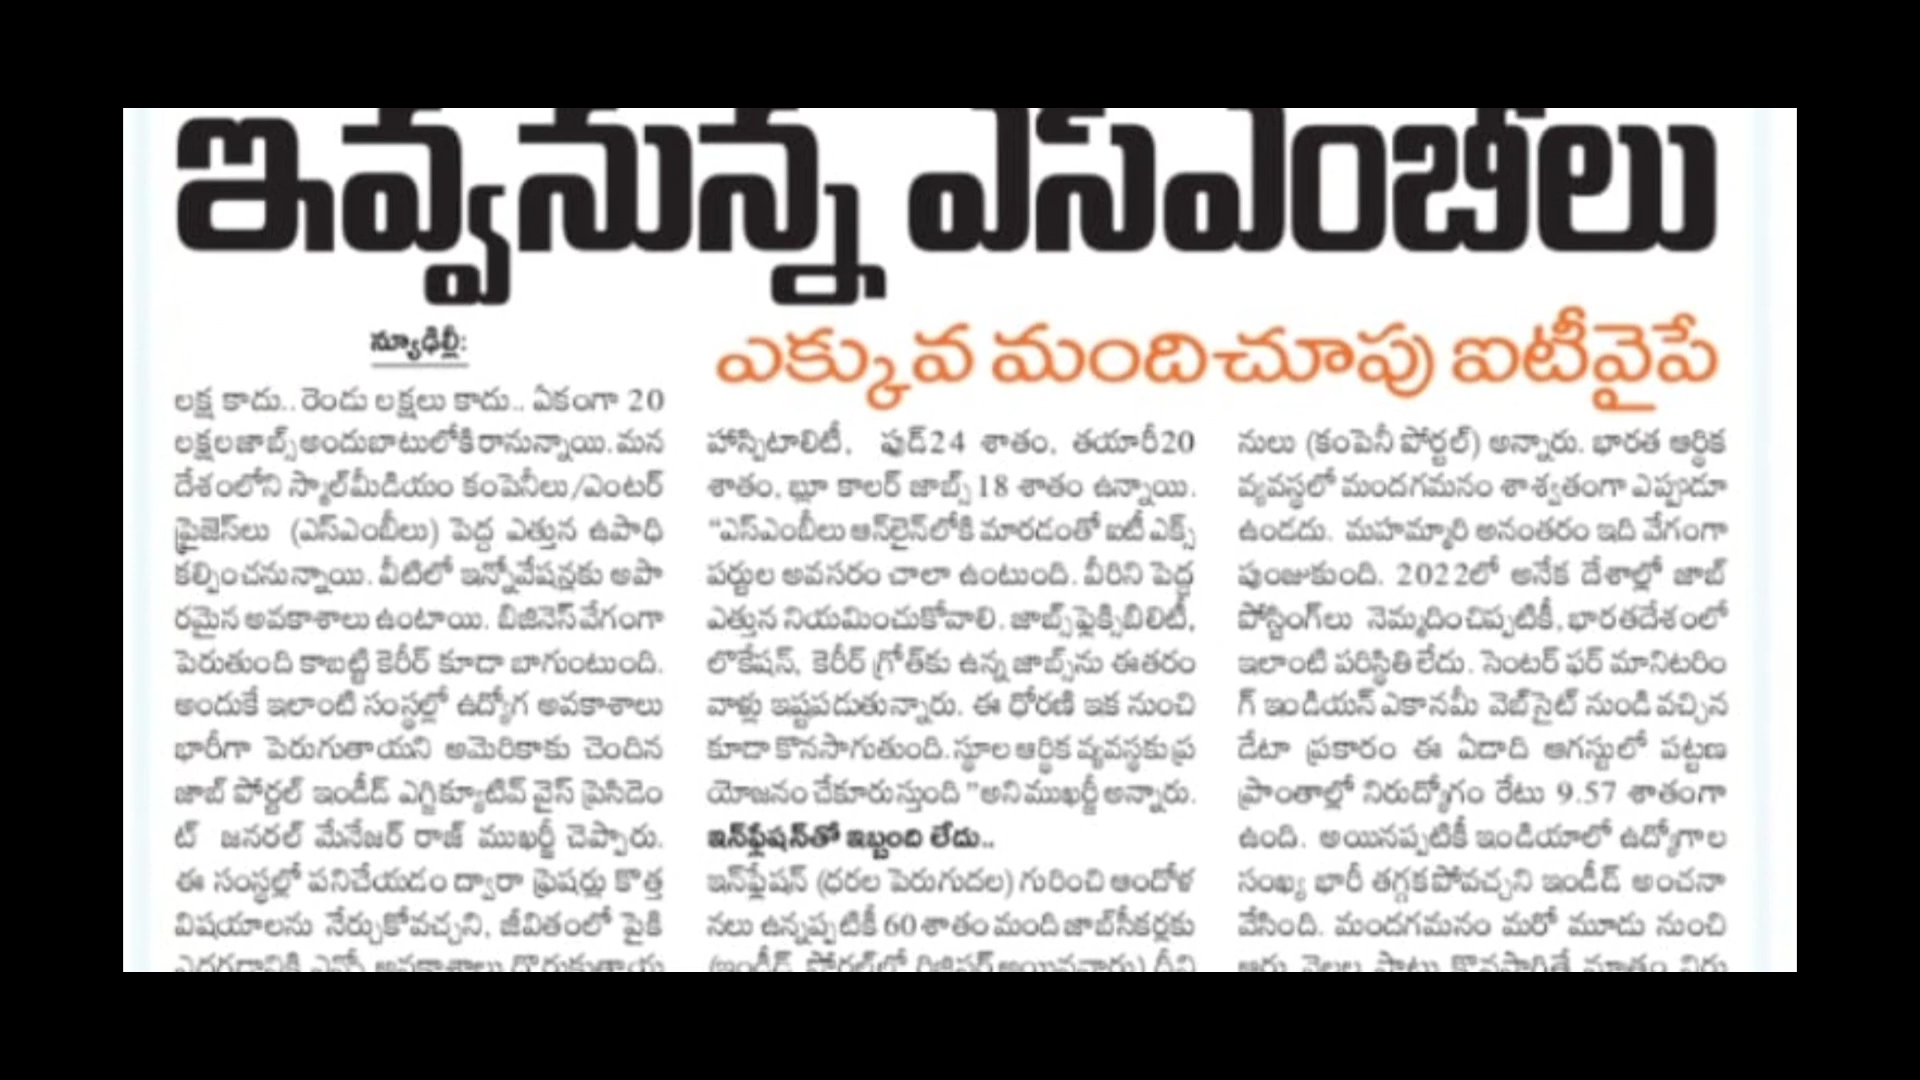 ఇవ్వనున్న ఎస్ఎంబీలు
ఎక్కువ మంది చూపు ఐటీవైపే
న్యూఢిల్లీ:
లక్ష కాదు.. రెండు లక్షలు కాదు.. ఏకంగా 20
లక్షల జాబ్స్ అందుబాటులోకి రానున్నాయి. మన
దేశంలోని స్మాల్ మీడియం కంపెనీలు/ఎంటర్
ప్రైజెస్‌లు (ఎస్ఎంబీలు) పెద్ద ఎత్తున ఉపాధి
కల్పించనున్నాయి. వీటిలో ఇన్నోవేషన్లకు అపా
రమైన అవకాశాలు ఉంటాయి. బిజినెస్ వేగంగా
పెరుతుంది కాబట్టి కెరీర్ కూడా బాగుంటుంది.
అందుకే ఇలాంటి సంస్థల్లో ఉద్యోగ అవకాశాలు
భారీగా పెరుగుతాయని అమెరికాకు చెందిన
జాబ్ పోర్టల్ ఇండీడ్ ఎగ్జిక్యూటివ్ వైస్ ప్రెసిడెం
ట్ జనరల్ మేనేజర్ రాజ్ ముఖర్జీ చెప్పారు.
ఈ సంస్థల్లో పనిచేయడం ద్వారా ఫ్రెషర్లు కొత్త
విషయాలను నేర్చుకోవచ్చని, జీవితంలో పైకి
హాస్పిటాలిటీ, ఫుడ్24 శాతం, తయారీ20
శాతం, బ్లూ కాలర్ జాబ్స్ 18 శాతం ఉన్నాయి.
“ఎస్ఎంబీలు ఆన్‌లైన్‌లోకి మారడంతో ఐటీ ఎక్స్
పర్టుల అవసరం చాలా ఉంటుంది. వీరిని పెద్ద
ఎత్తున నియమించుకోవాలి. జాబ్స్ ఫ్లెక్సిబిలిటీ,
లొకేషన్, కెరీర్ గ్రోత్‌కు ఉన్న జాబ్స్‌ను ఈతరం
వాళ్లు ఇష్టపడుతున్నారు. ఈ ధోరణి ఇక నుంచి
కూడా కొనసాగుతుంది. స్థూల ఆర్థిక వ్యవస్థకు ప్ర
యోజనం చేకూరుస్తుంది ”అని ముఖర్జీ అన్నారు.
ఇన్‌ఫ్లేషన్‌తో ఇబ్బంది లేదు..
ఇన్‌ఫ్లేషన్ (ధరల పెరుగుదల) గురించి ఆందోళ
నలు ఉన్నప్పటికీ 60 శాతం మంది జాబ్‌సీకర్లకు
నులు (కంపెనీ పోర్టల్) అన్నారు. భారత ఆర్థిక
వ్యవస్థలో మందగమనం శాశ్వతంగా ఎప్పుడూ
ఉండదు. మహమ్మారి అనంతరం ఇది వేగంగా
పుంజుకుంది. 2022లో అనేక దేశాల్లో జాబ్
పోస్టింగ్‌లు నెమ్మదించిప్పటికీ, భారతదేశంలో
ఇలాంటి పరిస్థితి లేదు. సెంటర్ ఫర్ మానిటరిం
గ్ ఇండియన్ ఎకానమీ వెబ్‌సైట్ నుండి వచ్చిన
డేటా ప్రకారం ఈ ఏడాది ఆగస్టులో పట్టణ
ప్రాంతాల్లో నిరుద్యోగం రేటు 9.57 శాతంగా
ఉంది. అయినప్పటికీ ఇండియాలో ఉద్యోగాల
సంఖ్య భారీ తగ్గకపోవచ్చని ఇండీడ్ అంచనా
వేసింది. మందగమనం మరో మూడు నుంచి